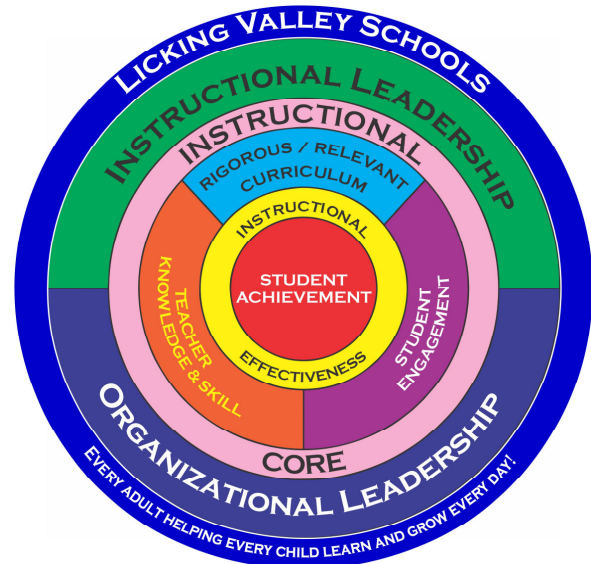 LICKING VALLEY SCHOOLS
INSTRUCTIONAL LEADERSHIP
INSTRUCTIONAL
RIGOROUS / RELEVANT
CURRICULUM
INSTRUCTIONAL
STUDENT
ACHIEVEMENT
EFFECTIVENESS
TEACHER
KNOWLEDGE & SKILL
STUDENT
ENGAGEMENT
CORE
ORGANIZATIONAL LEADERSHIP
EVERY ADULT HELPING EVERY CHILD LEARN AND GROW EVERY DAY!